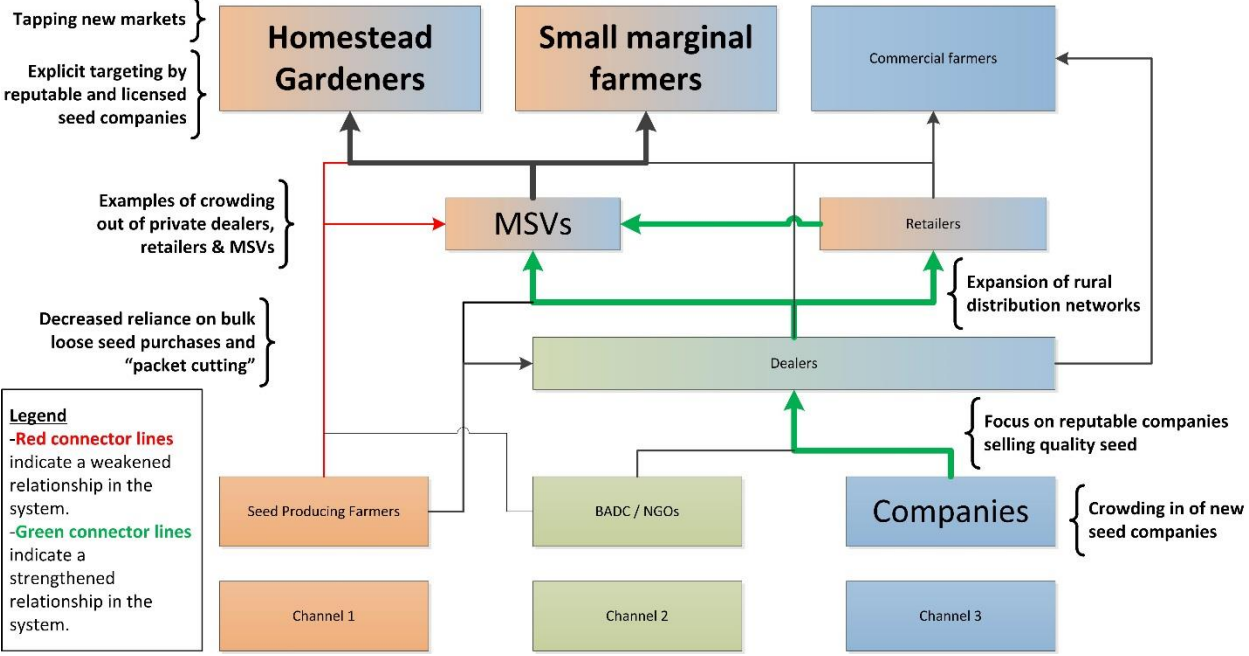 Tapping new markets
Explicit targeting by
reputable and licensed
seed companies
Homestead
Gardeners
Small marginal
farmers
Commercial farmers
Examples of crowding
out of private dealers,
retailers & MSVs
MSVs
Retailers
Expansion of rural
distribution networks
Decreased reliance on bulk
loose seed purchases and
“packet cutting”
Dealers
Legend
-Red connector lines
indicate a weakened
relationship in the
system.
-Green connector lines
indicate a
strengthened
relationship in the
system.
Focus on reputable companies
selling quality seed
Seed Producing Farmers
BADC / NGOs
Companies
Crowding in of new
seed companies
Channel 1
Channel 2
Channel 3